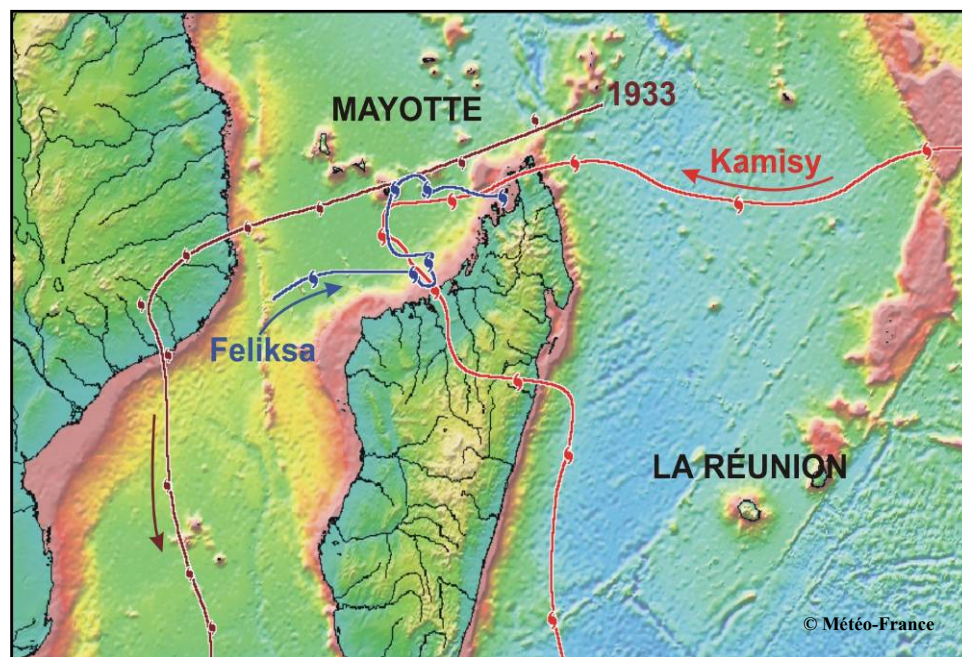 1933
MAYOTTE
Kamisy
Feliksa
LA RÉUNION
© Météo-France